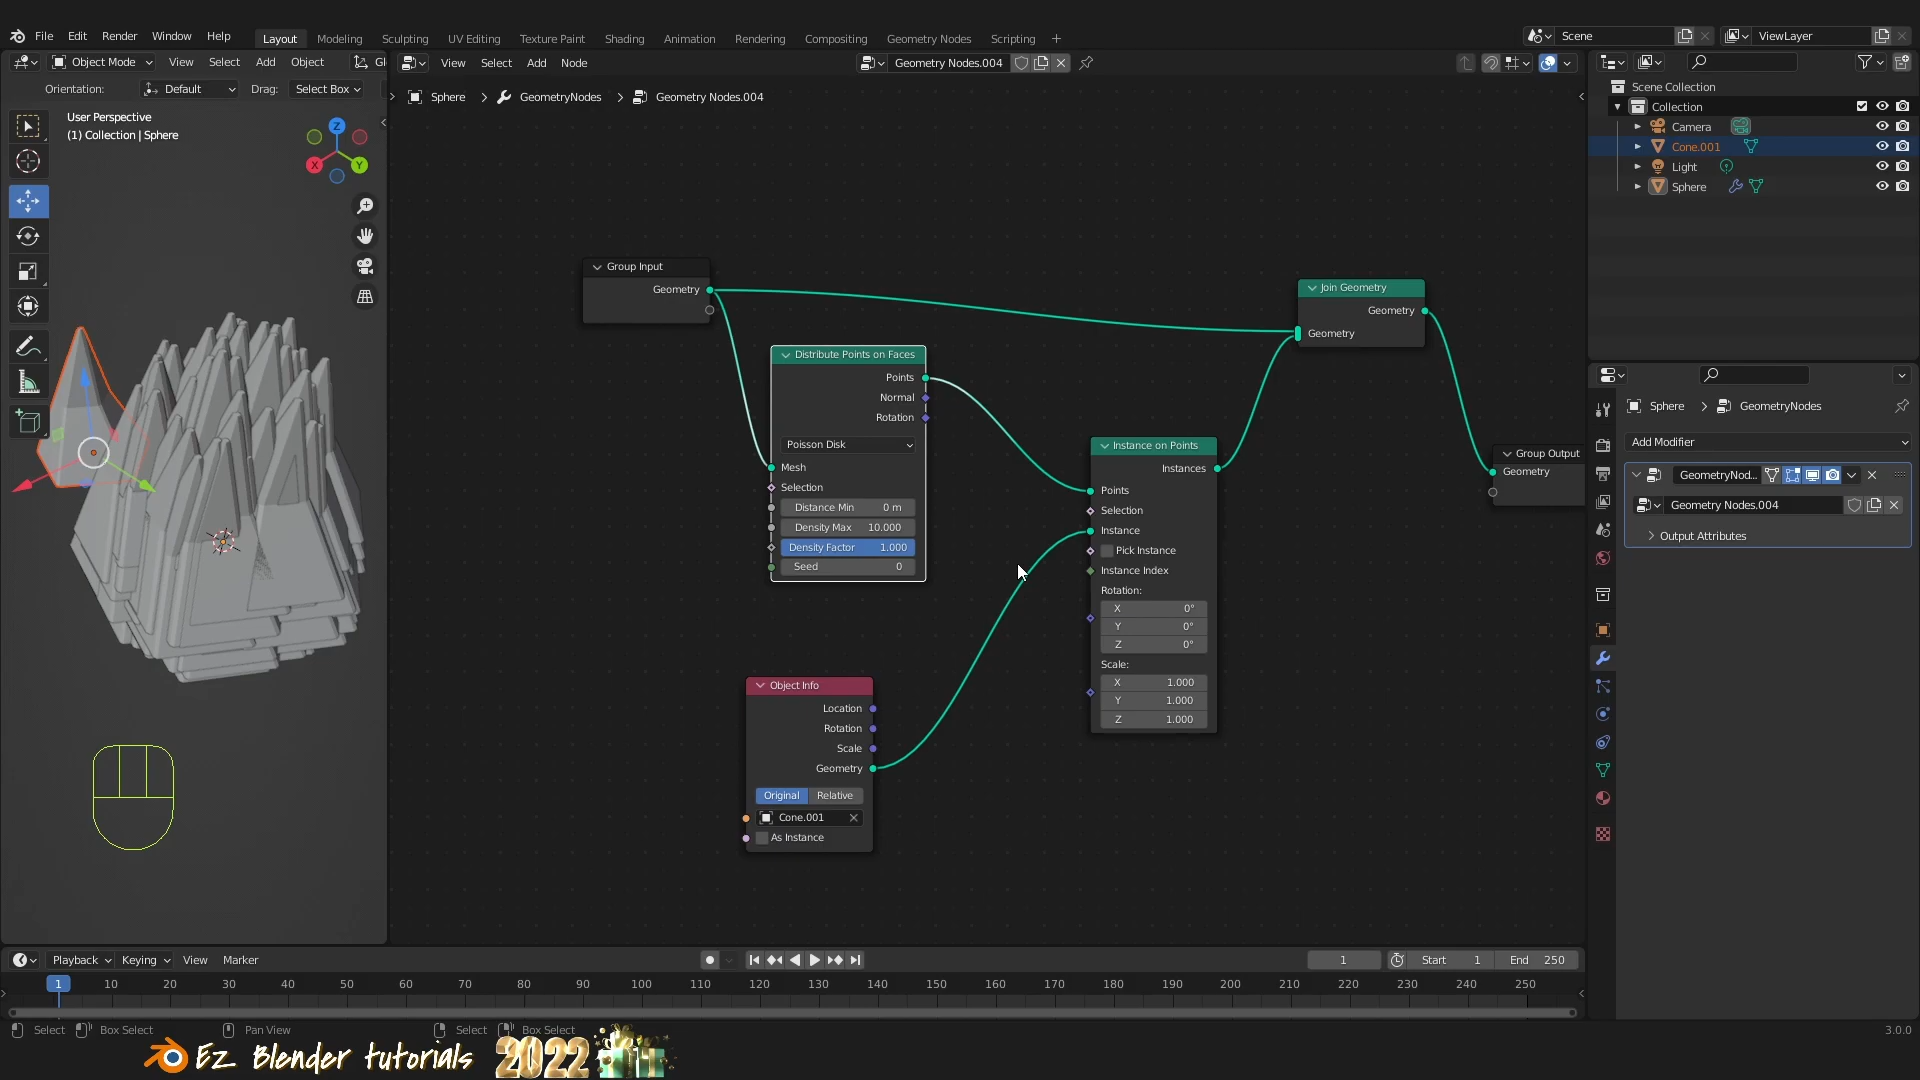 File Edit Render Window Help
Layout Modeling Sculpting UV Editing Texture Paint Shading Animation Rendering Compositing Geometry Nodes Scripting +
Scene
ViewLayer
Object Mode View Select Add Object Gl
View Select Add Node
Geometry Nodes.004
Orientation: Default Drag: Select Box
Sphere > GeometryNodes > Geometry Nodes.004
User Perspective
(1) Collection | Sphere
Z
X
Y
Group Input
Geometry
Distribute Points on Faces
Points
Normal
Rotation
Poisson Disk
Mesh
Selection
Distance Min 0 m
Density Max 10.000
Density Factor 1.000
Seed 0
Object Info
Location
Rotation
Scale
Geometry
Original Relative
Cone.001
As Instance
Instance on Points
Instances
Points
Selection
Instance
Pick Instance
Instance Index
Rotation:
X 0°
Y 0°
Z 0°
Scale:
X 1.000
Y 1.000
Z 1.000
Join Geometry
Geometry
Geometry
Group Output
Geometry
Scene Collection
Collection
Camera
Cone.001
Light
Sphere
Sphere > GeometryNodes
Add Modifier
GeometryNod...
Geometry Nodes.004
Output Attributes
Playback Keying View Marker
1
Start 1
End 250
1 10 20 30 40 50 60 70 80 90 100 110 120 130 140 150 160 170 180 190 200 210 220 230 240 250
Select Box Select Pan View Select Box Select
3.0.0
Ez Blender tutorials 2022